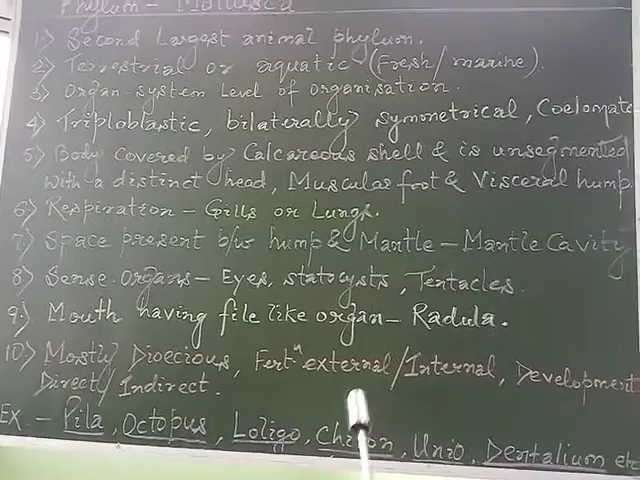 Phylum - Mollusca
1) Second Largest animal phylum.
2) Terrestrial or aquatic (Fresh/marine).
3) Organ-system Level of organisation.
4) Triploblastic, bilaterally symmetrical, Coelomate
5) Body covered by Calcareous shell & is unsegmented
with a distinct head, Muscular foot & Visceral hump
6) Respiration - Gills or Lungs.
7) Space present b/w hump & Mantle - Mantle Cavity
8) Sense Organs - Eyes, statocysts, Tentacles.
9) Mouth having file like organ - Radula.
10) Mostly Dioecious, Fertⁿ external/Internal, Development
Direct/Indirect.
EX. - Pila, Octopus, Loligo, Chiton, Unio, Dentalium etc